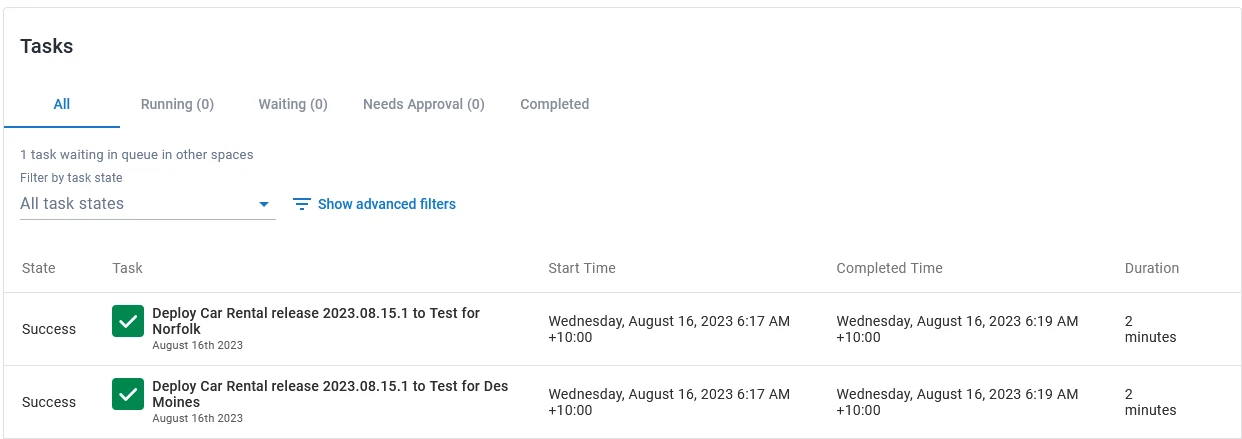 Tasks
All Running (0) Waiting (0) Needs Approval (0) Completed
1 task waiting in queue in other spaces
Filter by task state
All task states Show advanced filters
State Task Start Time Completed Time Duration
Success
Deploy Car Rental release 2023.08.15.1 to Test for
Norfolk
August 16th 2023
Wednesday, August 16, 2023 6:17 AM
+10:00
Wednesday, August 16, 2023 6:19 AM
+10:00
2
minutes
Success
Deploy Car Rental release 2023.08.15.1 to Test for Des
Moines
August 16th 2023
Wednesday, August 16, 2023 6:17 AM
+10:00
Wednesday, August 16, 2023 6:19 AM
+10:00
2
minutes